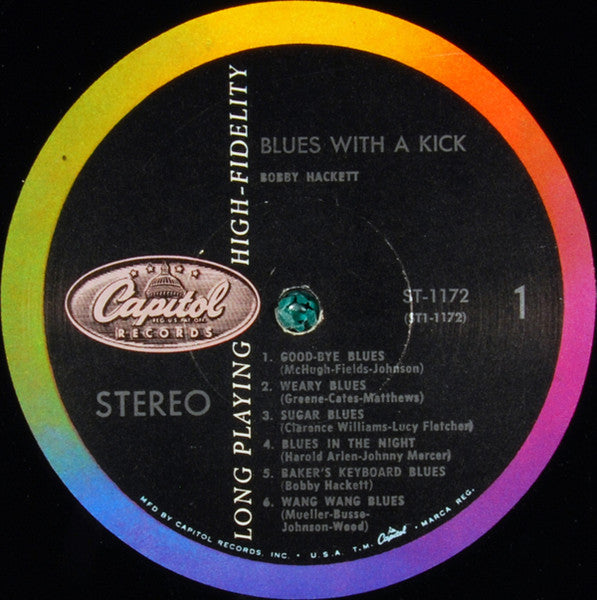 BLUES WITH A KICK
BOBBY HACKETT
LONG PLAYING HIGH-FIDELITY
Capitol
REG. U.S. PAT. OFF.
RECORDS
STEREO
ST-1172
(ST1-1172)
1
1. GOOD-BYE BLUES
(McHugh-Fields-Johnson)
2. WEARY BLUES
(Greene-Cates-Matthews)
3. SUGAR BLUES
(Clarence Williams-Lucy Fletcher)
4. BLUES IN THE NIGHT
(Harold Arlen-Johnny Mercer)
5. BAKER'S KEYBOARD BLUES
(Bobby Hackett)
6. WANG WANG BLUES
(Mueller-Busse-
Johnson-Wood)
MFD BY CAPITOL RECORDS, INC. • U.S.A. T.M. Capitol • MARCA REG.